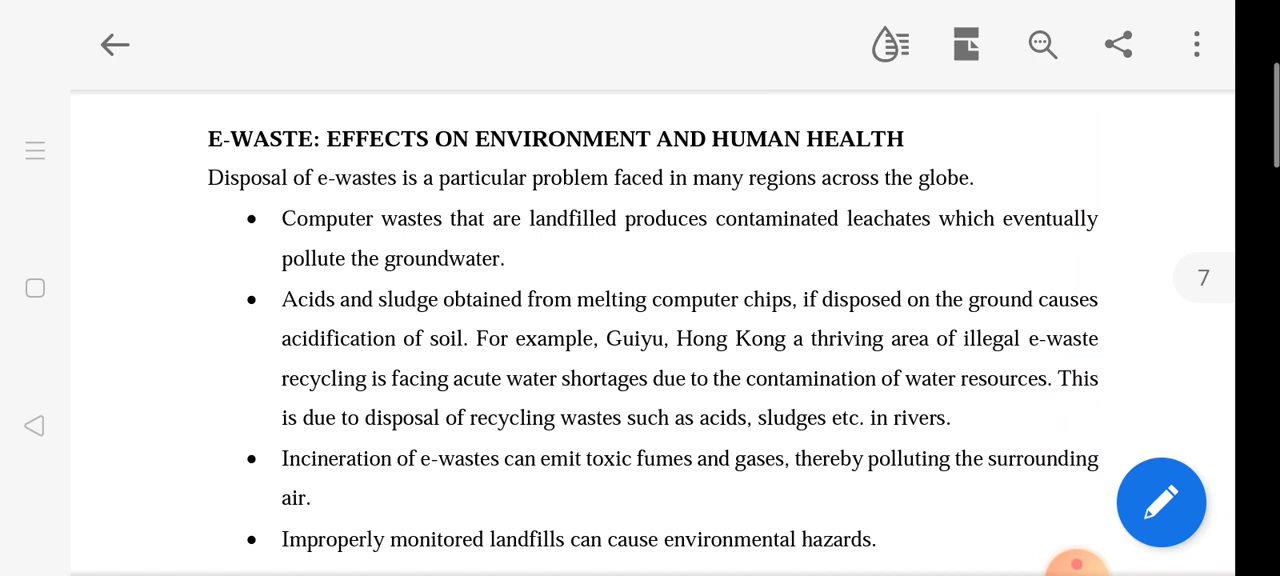 E-WASTE: EFFECTS ON ENVIRONMENT AND HUMAN HEALTH
Disposal of e-wastes is a particular problem faced in many regions across the globe.
• Computer wastes that are landfilled produces contaminated leachates which eventually
pollute the groundwater.
• Acids and sludge obtained from melting computer chips, if disposed on the ground causes
acidification of soil. For example, Guiyu, Hong Kong a thriving area of illegal e-waste
recycling is facing acute water shortages due to the contamination of water resources. This
is due to disposal of recycling wastes such as acids, sludges etc. in rivers.
• Incineration of e-wastes can emit toxic fumes and gases, thereby polluting the surrounding
air.
• Improperly monitored landfills can cause environmental hazards.
7